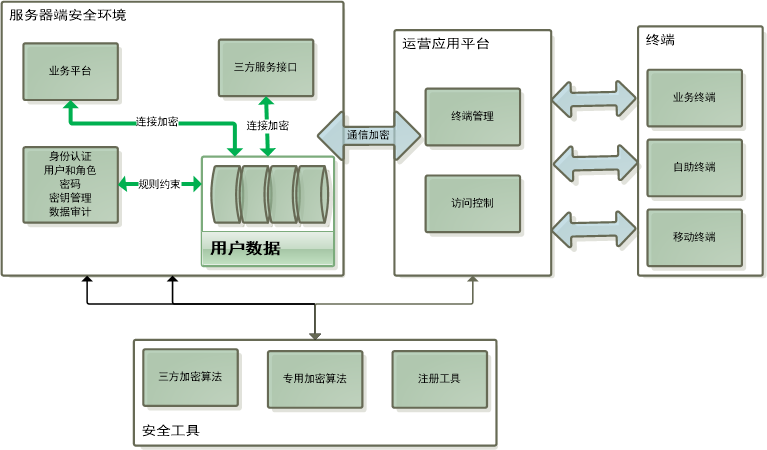 服务器端安全环境
业务平台
三方服务接口
连接加密
连接加密
身份认证
用户和角色
密码
密钥管理
数据审计
规则约束
用户数据
通信加密
运营应用平台
终端管理
访问控制
终端
业务终端
自助终端
移动终端
三方加密算法
专用加密算法
注册工具
安全工具